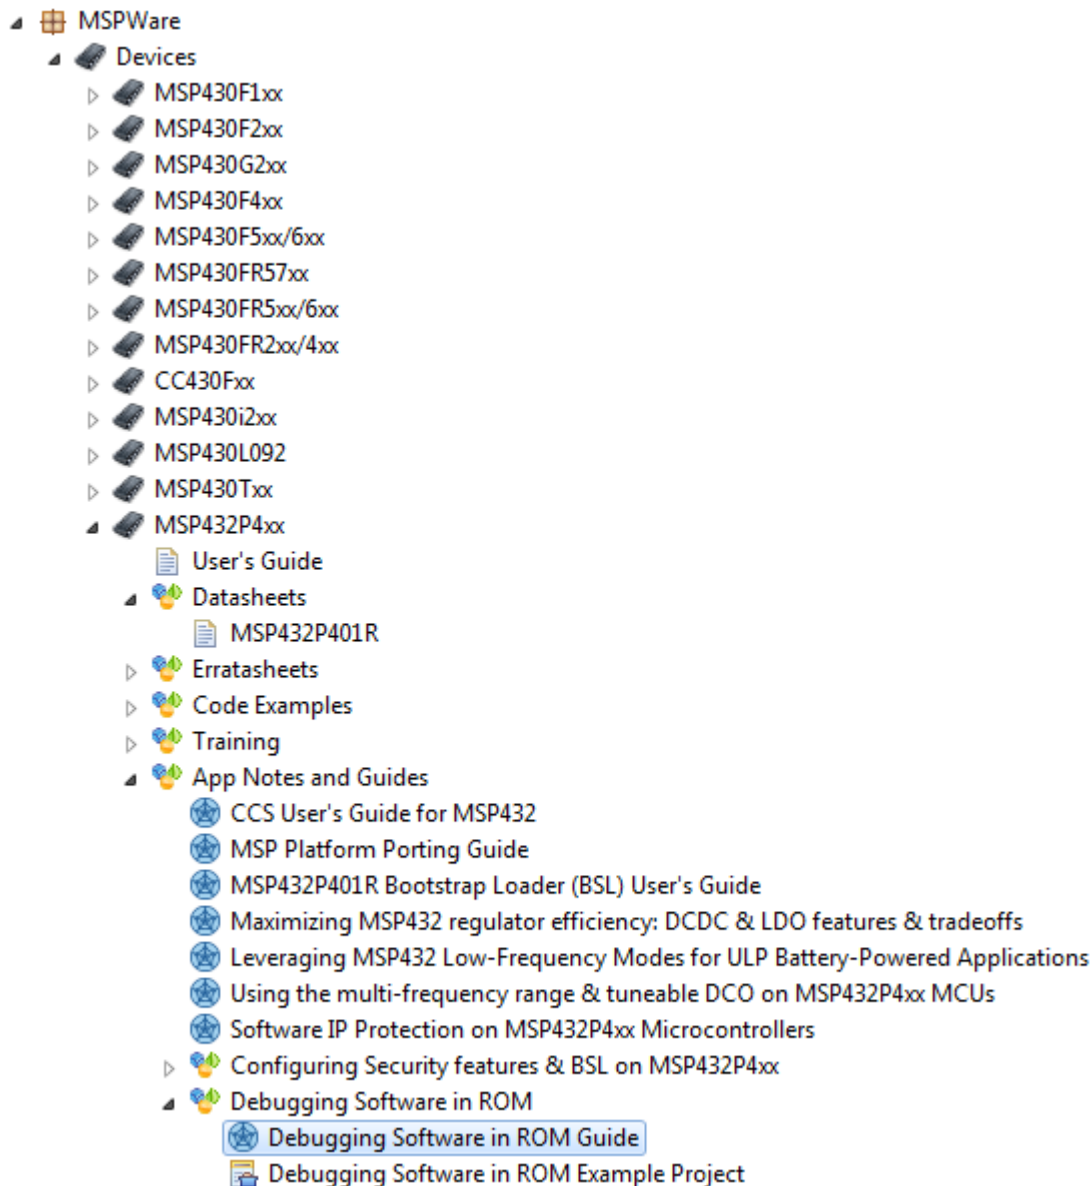 MSPWare
Devices
MSP430F1xx
MSP430F2xx
MSP430G2xx
MSP430F4xx
MSP430F5xx/6xx
MSP430FR57xx
MSP430FR5xx/6xx
MSP430FR2xx/4xx
CC430Fxx
MSP430i2xx
MSP430L092
MSP430Txx
MSP432P4xx
User's Guide
Datasheets
MSP432P401R
Erratasheets
Code Examples
Training
App Notes and Guides
CCS User's Guide for MSP432
MSP Platform Porting Guide
MSP432P401R Bootstrap Loader (BSL) User's Guide
Maximizing MSP432 regulator efficiency: DCDC & LDO features & tradeoffs
Leveraging MSP432 Low-Frequency Modes for ULP Battery-Powered Applications
Using the multi-frequency range & tuneable DCO on MSP432P4xx MCUs
Software IP Protection on MSP432P4xx Microcontrollers
Configuring Security features & BSL on MSP432P4xx
Debugging Software in ROM
Debugging Software in ROM Guide
Debugging Software in ROM Example Project